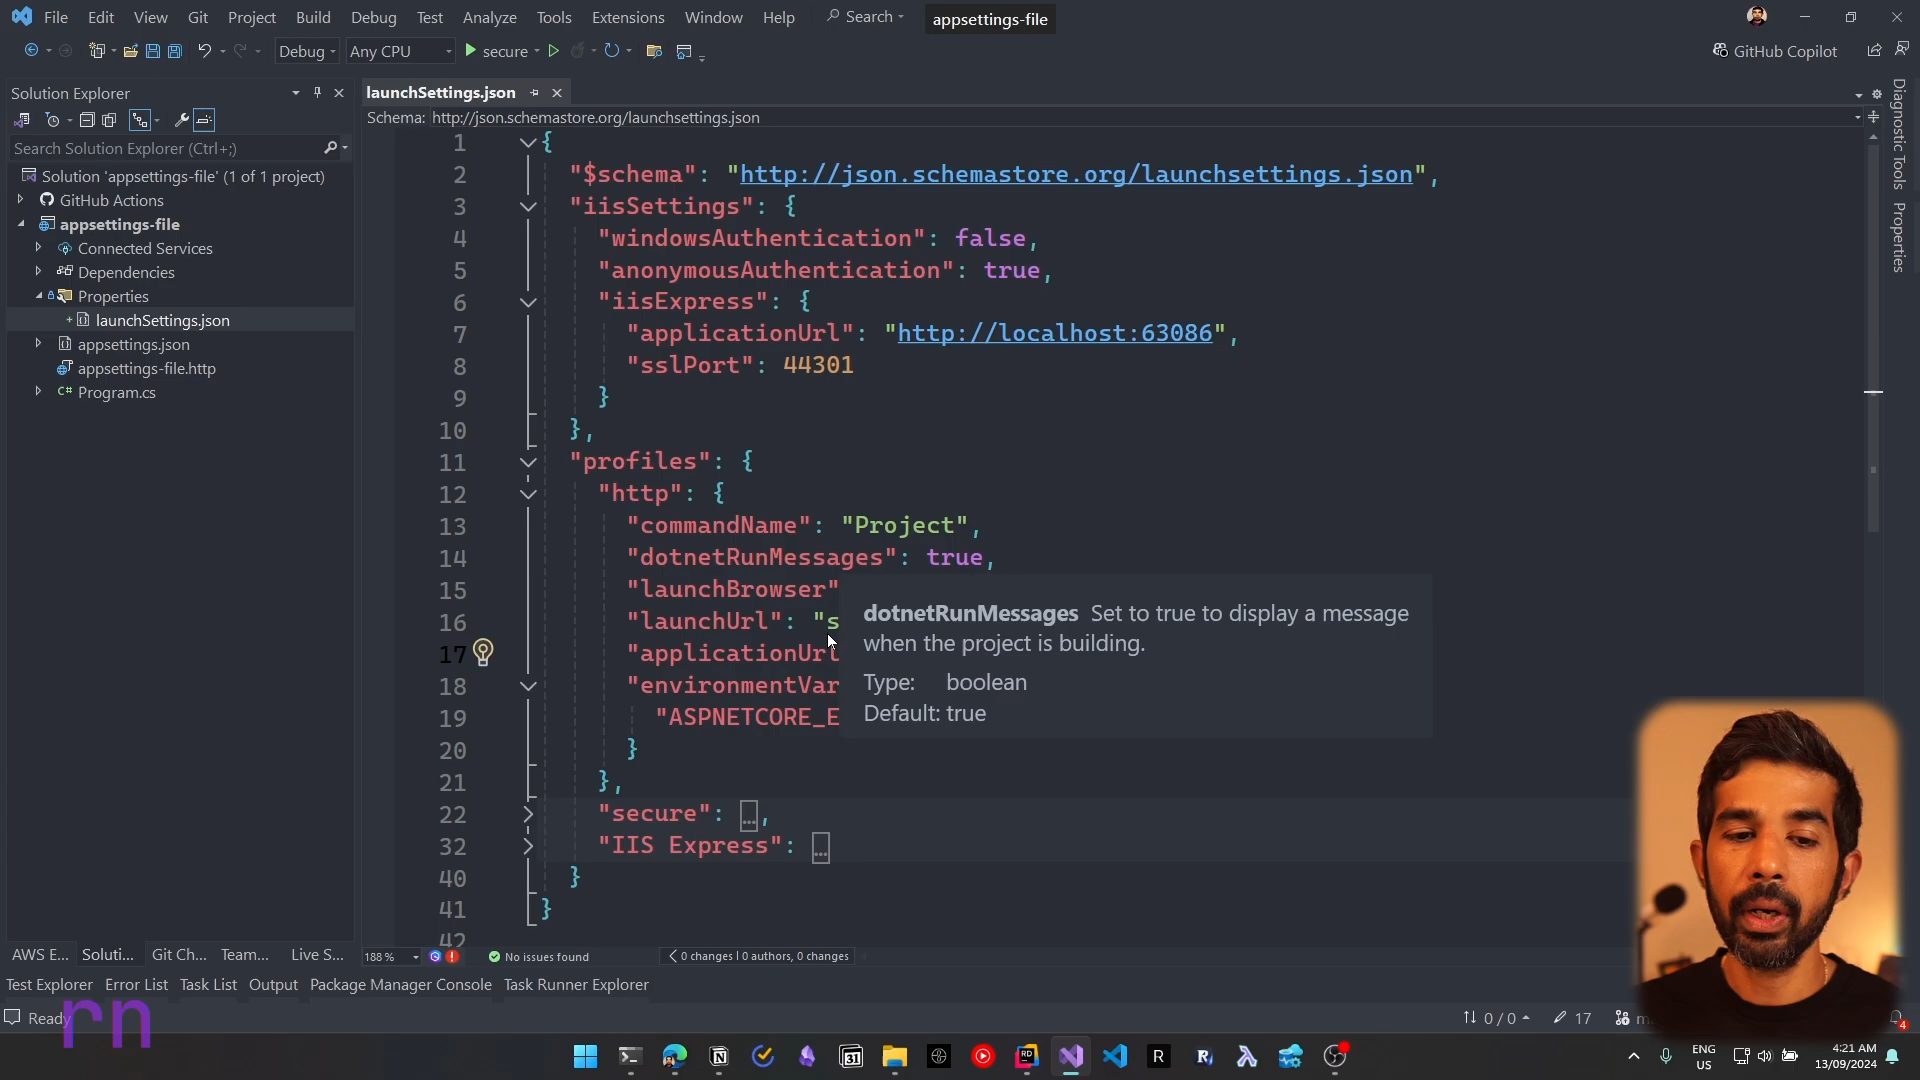 File Edit View Git Project Build Debug Test Analyze Tools Extensions Window Help Search appsettings-file
Debug Any CPU secure GitHub Copilot
Solution Explorer
Search Solution Explorer (Ctrl+;)
Solution 'appsettings-file' (1 of 1 project)
GitHub Actions
appsettings-file
Connected Services
Dependencies
Properties
launchSettings.json
appsettings.json
appsettings-file.http
C# Program.cs
launchSettings.json
Schema: http://json.schemastore.org/launchsettings.json
1 {
2 "$schema": "http://json.schemastore.org/launchsettings.json",
3 "iisSettings": {
4 "windowsAuthentication": false,
5 "anonymousAuthentication": true,
6 "iisExpress": {
7 "applicationUrl": "http://localhost:63086",
8 "sslPort": 44301
9 }
10 },
11 "profiles": {
12 "http": {
13 "commandName": "Project",
14 "dotnetRunMessages": true,
15 "launchBrowser"
16 "launchUrl": "s
17 "applicationUrl
18 "environmentVar
19 "ASPNETCORE_E
20 }
21 },
22 "secure": ...,
32 "IIS Express": ...
40 }
41 }
42
dotnetRunMessages Set to true to display a message
when the project is building.
Type: boolean
Default: true
Diagnostic Tools
Properties
AWS E... Soluti... Git Ch... Team... Live S...
188 % No issues found 0 changes | 0 authors, 0 changes
Test Explorer Error List Task List Output Package Manager Console Task Runner Explorer
Ready
rn
0 / 0 17
4
31 RD R
ENG
US
4:21 AM
13/09/2024